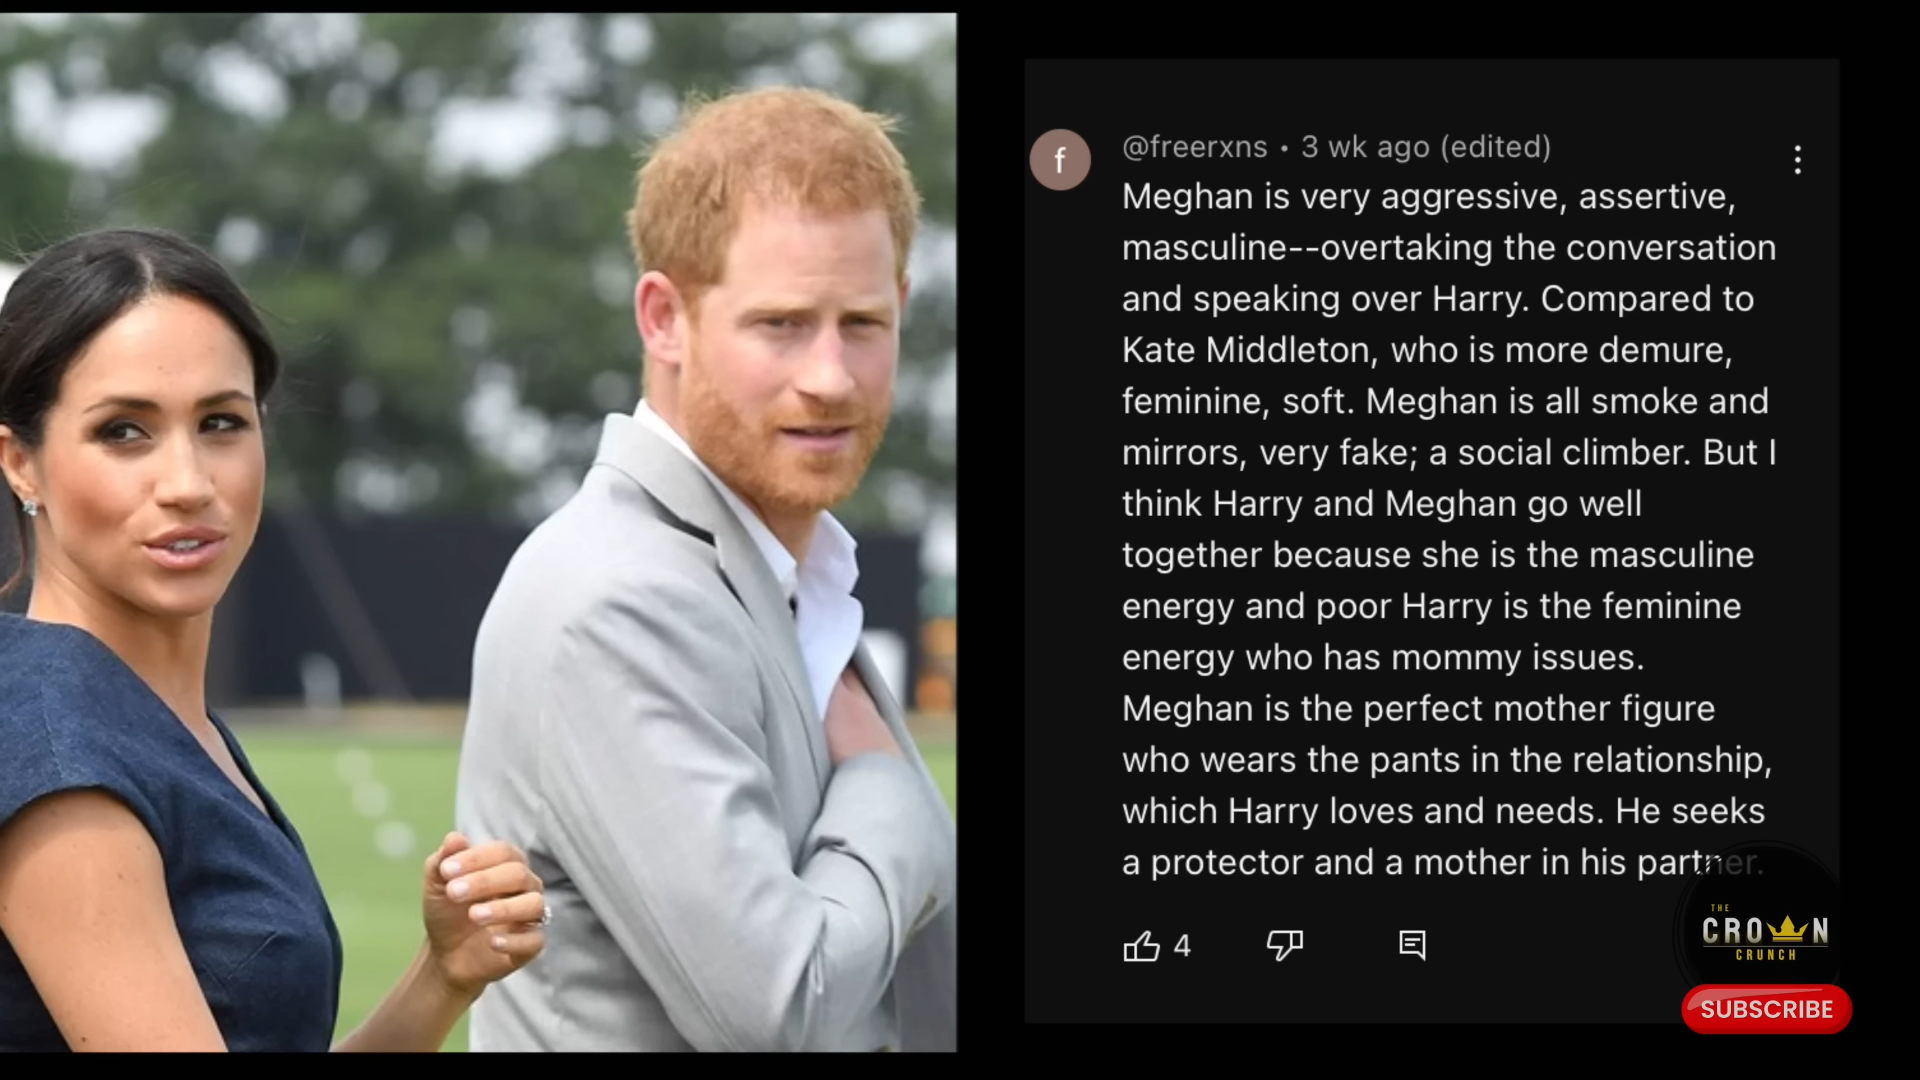 f
@freerxns • 3 wk ago (edited)
Meghan is very aggressive, assertive,
masculine--overtaking the conversation
and speaking over Harry. Compared to
Kate Middleton, who is more demure,
feminine, soft. Meghan is all smoke and
mirrors, very fake; a social climber. But I
think Harry and Meghan go well
together because she is the masculine
energy and poor Harry is the feminine
energy who has mommy issues.
Meghan is the perfect mother figure
who wears the pants in the relationship,
which Harry loves and needs. He seeks
a protector and a mother in his partner.
4
THE
CROWN
CRUNCH
SUBSCRIBE